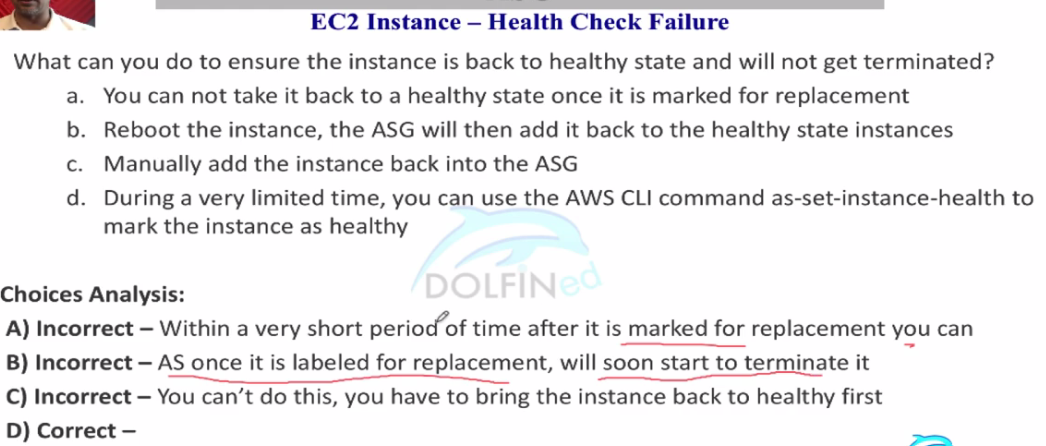 EC2 Instance – Health Check Failure
What can you do to ensure the instance is back to healthy state and will not get terminated?
a. You can not take it back to a healthy state once it is marked for replacement
b. Reboot the instance, the ASG will then add it back to the healthy state instances
c. Manually add the instance back into the ASG
d. During a very limited time, you can use the AWS CLI command as-set-instance-health to
mark the instance as healthy
DOLFINed
Choices Analysis:
A) Incorrect – Within a very short period of time after it is marked for replacement you can
B) Incorrect – AS once it is labeled for replacement, will soon start to terminate it
C) Incorrect – You can't do this, you have to bring the instance back to healthy first
D) Correct –